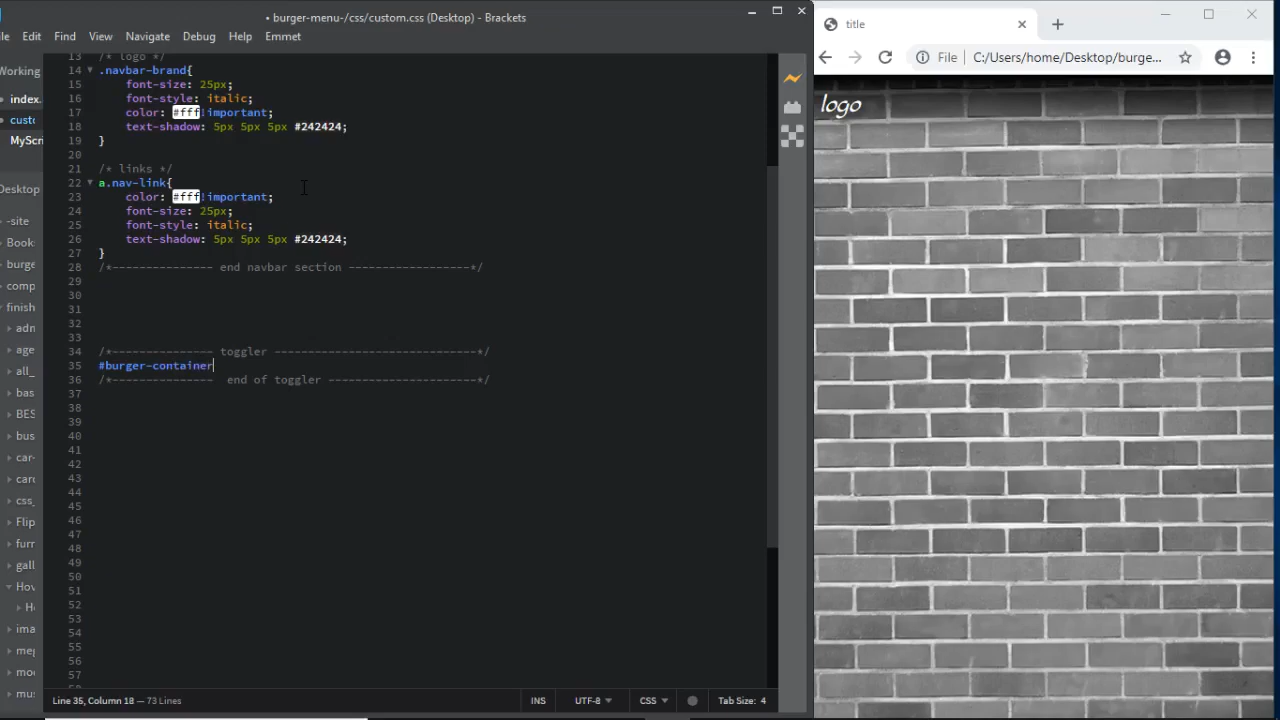 • burger-menu-/css/custom.css (Desktop) - Brackets
Edit Find View Navigate Debug Help Emmet
Working
index.
custo
MyScr
Desktop
-site
Book
burge
comp
finish
adn
age
all_
bas
BES
bus
car-
card
css_
Flip
furr
gall
Hov
Ho
ima
meg
mod
mus
13 /* logo */
14 .navbar-brand{
15 font-size: 25px;
16 font-style: italic;
17 color: #fff!important;
18 text-shadow: 5px 5px 5px #242424;
19 }
20
21 /* links */
22 a.nav-link{
23 color: #fff!important;
24 font-size: 25px;
25 font-style: italic;
26 text-shadow: 5px 5px 5px #242424;
27 }
28 /*--------------- end navbar section ------------------*/
29
30
31
32
33
34 /*--------------- toggler ------------------------------*/
35 #burger-container
36 /*--------------- end of toggler ----------------------*/
37
38
39
40
41
42
43
44
45
46
47
48
49
50
51
52
53
54
55
56
57
Line 35, Column 18 — 73 Lines
INS UTF-8 CSS Tab Size: 4
title
File C:/Users/home/Desktop/burge...
logo